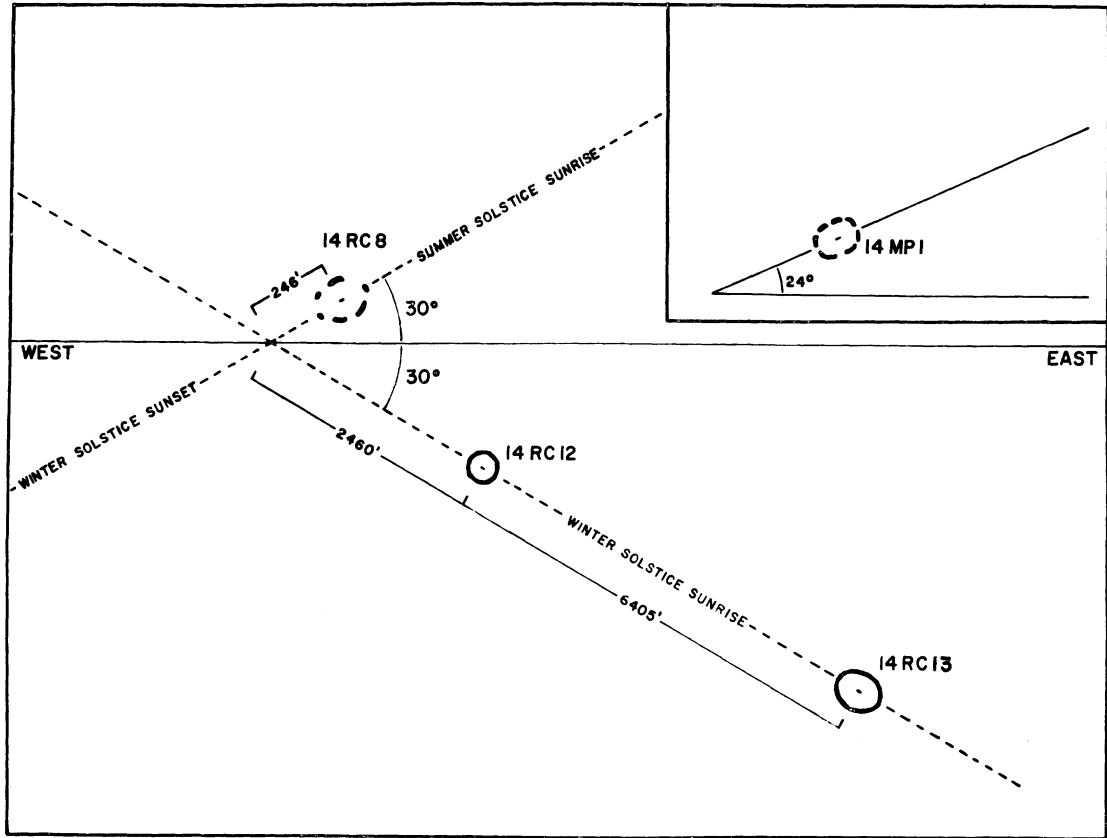 14 RC 8
SUMMER SOLSTICE SUNRISE
246'
30°
14 MP 1
24°
WEST
EAST
30°
WINTER SOLSTICE SUNSET
2460'
14 RC 12
WINTER SOLSTICE SUNRISE
6405'
14 RC 13